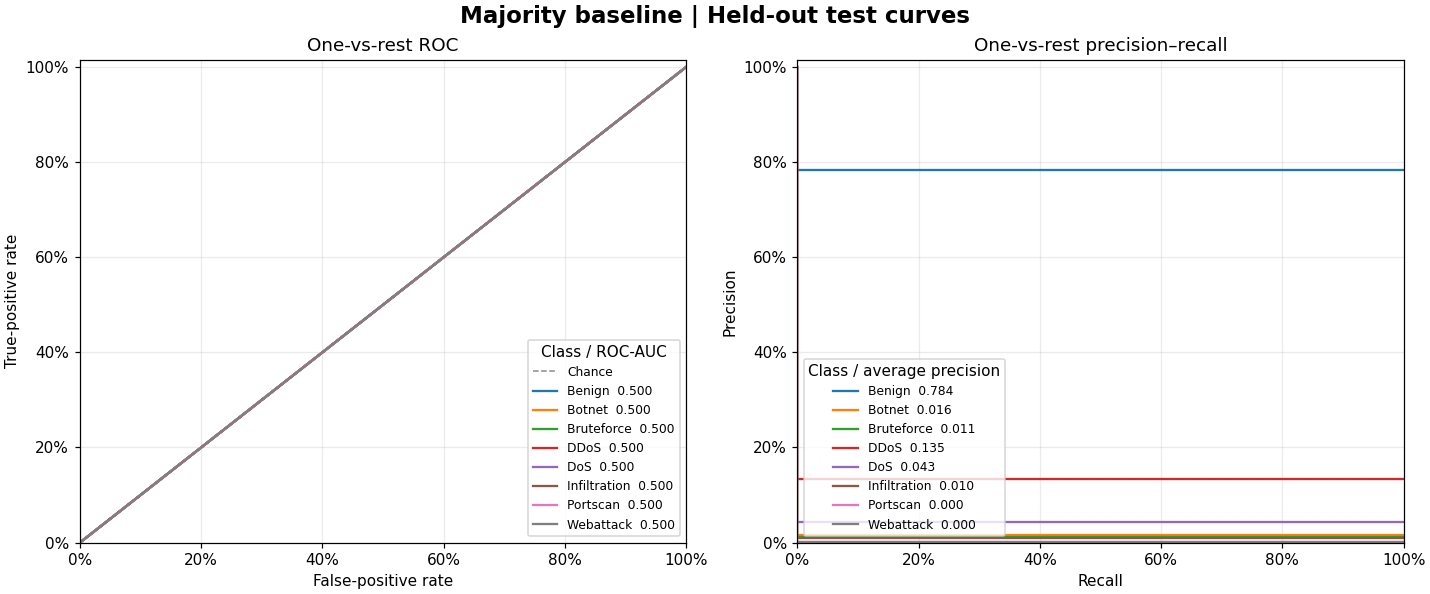 Majority baseline | Held-out test curves
One-vs-rest ROC
100%
80%
60%
40%
20%
0%
True-positive rate
0%
20%
40%
60%
80%
100%
False-positive rate
Class / ROC-AUC
Chance
Benign 0.500
Botnet 0.500
Bruteforce 0.500
DDoS 0.500
DoS 0.500
Infiltration 0.500
Portscan 0.500
Webattack 0.500
One-vs-rest precision–recall
100%
80%
60%
40%
20%
0%
Precision
0%
20%
40%
60%
80%
100%
Recall
Class / average precision
Benign 0.784
Botnet 0.016
Bruteforce 0.011
DDoS 0.135
DoS 0.043
Infiltration 0.010
Portscan 0.000
Webattack 0.000